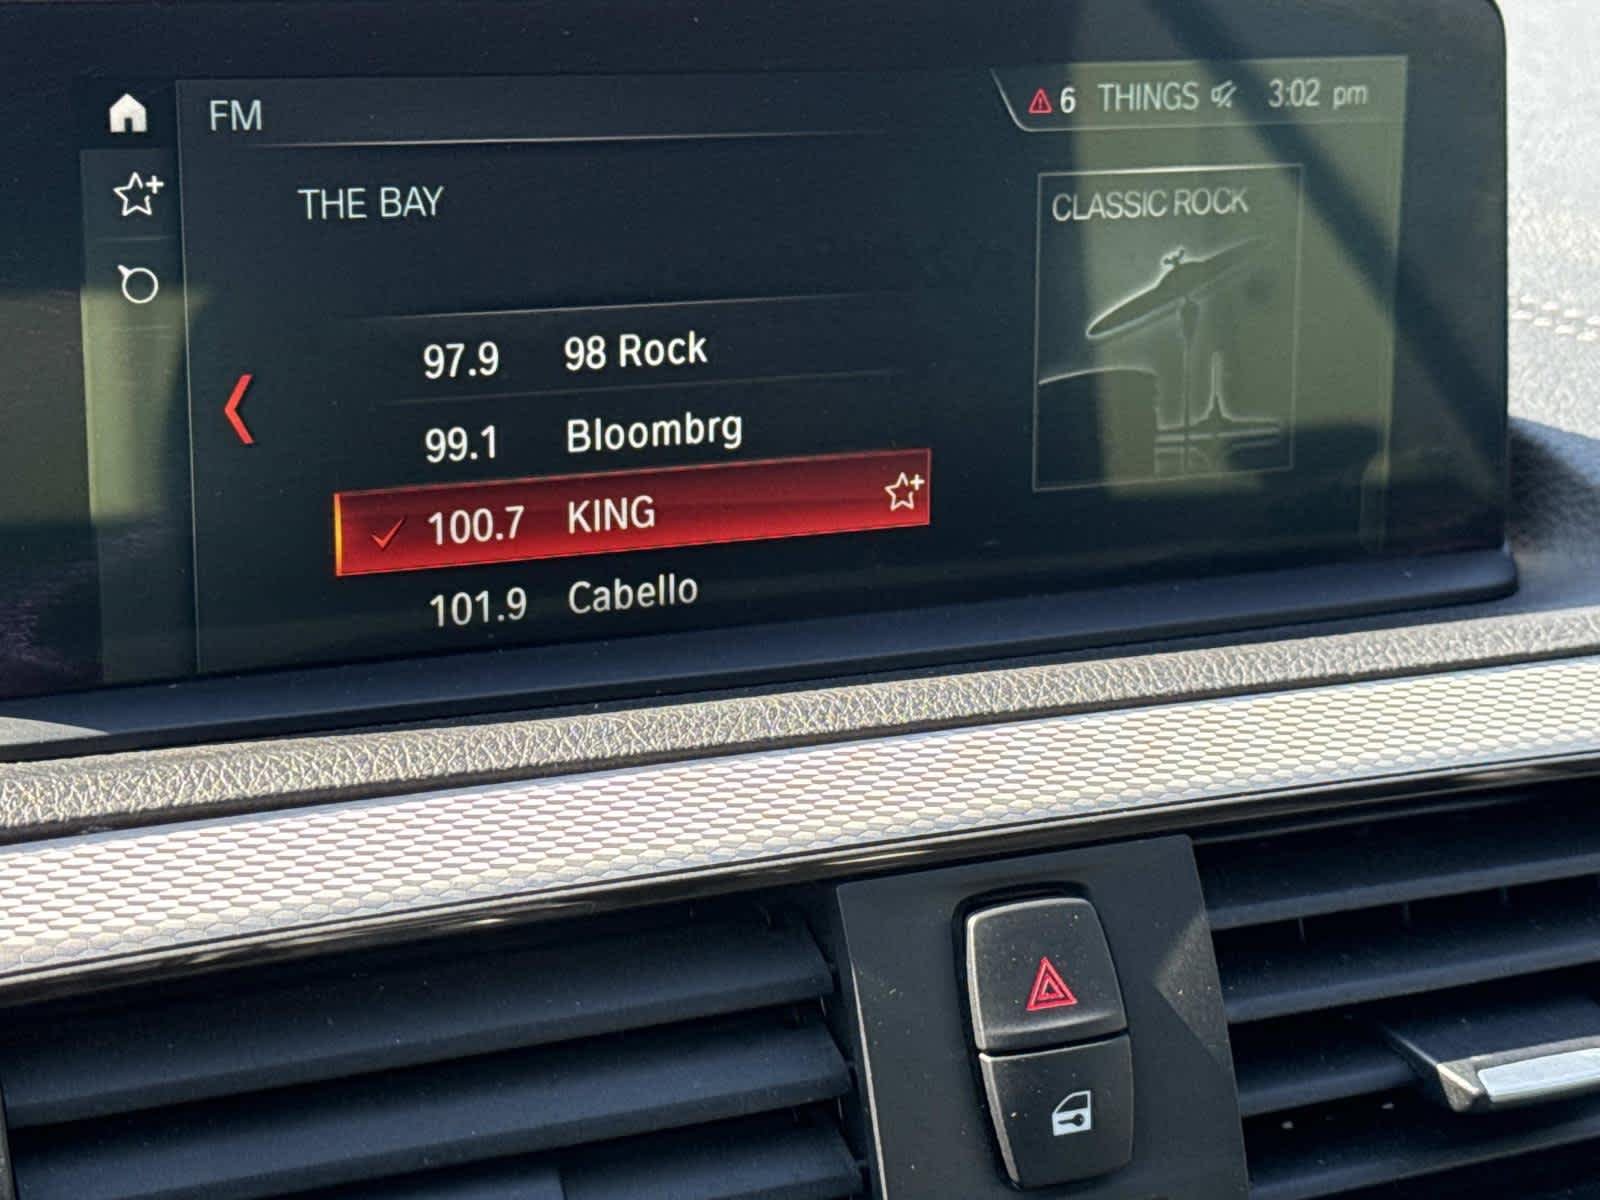 FM
6 THINGS 3:02 pm
THE BAY
CLASSIC ROCK
97.9 98 Rock
99.1 Bloombrg
100.7 KING
101.9 Cabello